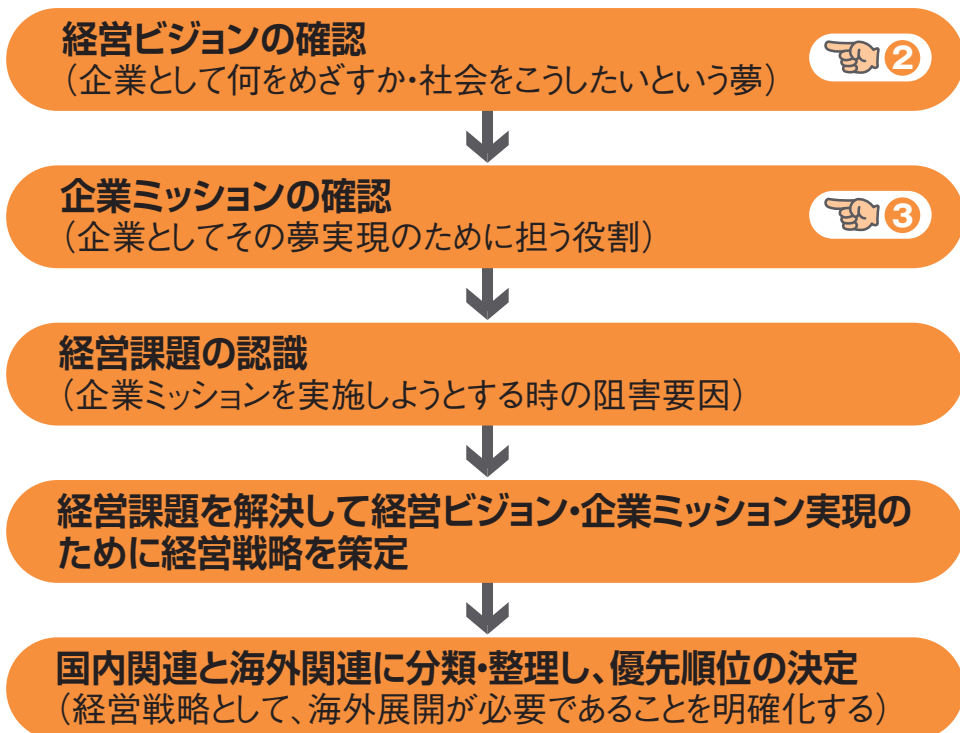 経営ビジョンの確認
（企業として何をめざすか・社会をこうしたいという夢）
2
企業ミッションの確認
（企業としてその夢実現のために担う役割）
3
経営課題の認識
（企業ミッションを実施しようとする時の阻害要因）
経営課題を解決して経営ビジョン・企業ミッション実現の
ために経営戦略を策定
国内関連と海外関連に分類・整理し、優先順位の決定
（経営戦略として、海外展開が必要であることを明確化する）